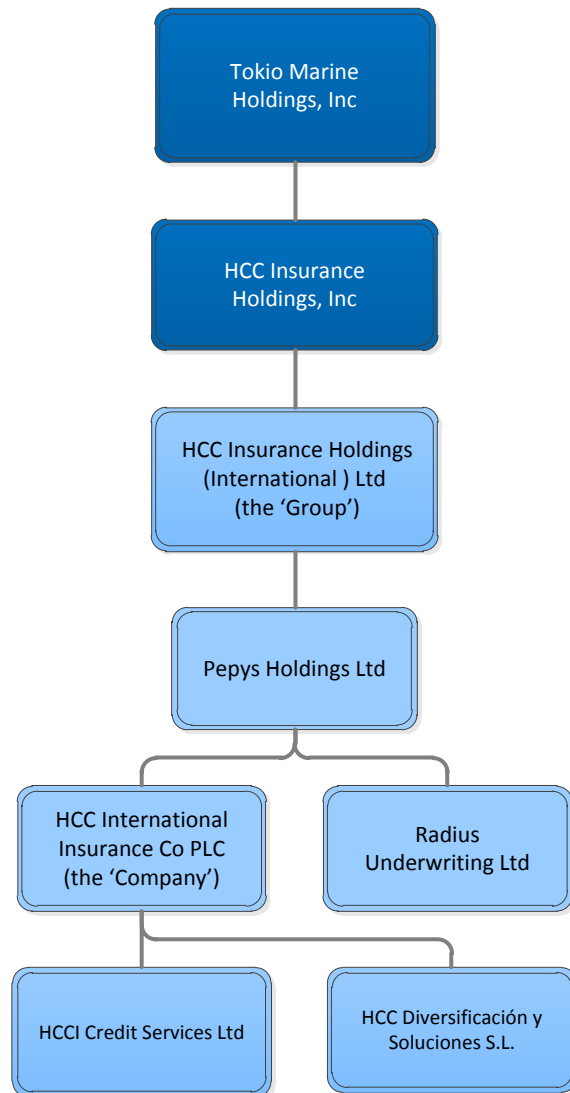 Tokio Marine
Holdings, Inc
HCC Insurance
Holdings, Inc
HCC Insurance Holdings
(International ) Ltd
(the ‘Group’)
Pepys Holdings Ltd
HCC International
Insurance Co PLC
(the ‘Company’)
Radius
Underwriting Ltd
HCCI Credit Services Ltd
HCC Diversificación y
Soluciones S.L.